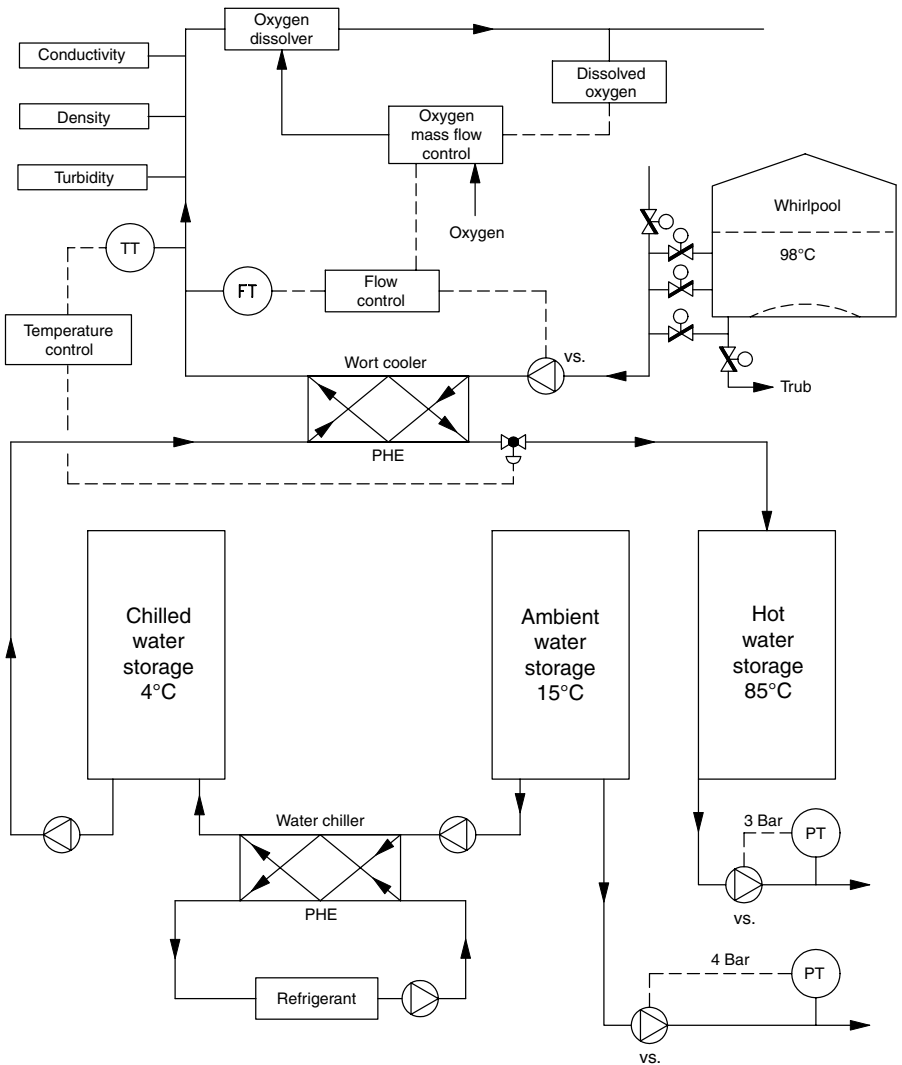 Oxygen
dissolver
Conductivity
Dissolved
oxygen
Density
Oxygen
mass flow
control
Turbidity
Whirlpool
Oxygen
TT
98°C
FT
Flow
control
Temperature
control
Wort cooler
vs.
Trub
PHE
Chilled
water
storage
4°C
Ambient
water
storage
15°C
Hot
water
storage
85°C
Water chiller
3 Bar
PT
PHE
vs.
4 Bar
PT
Refrigerant
vs.